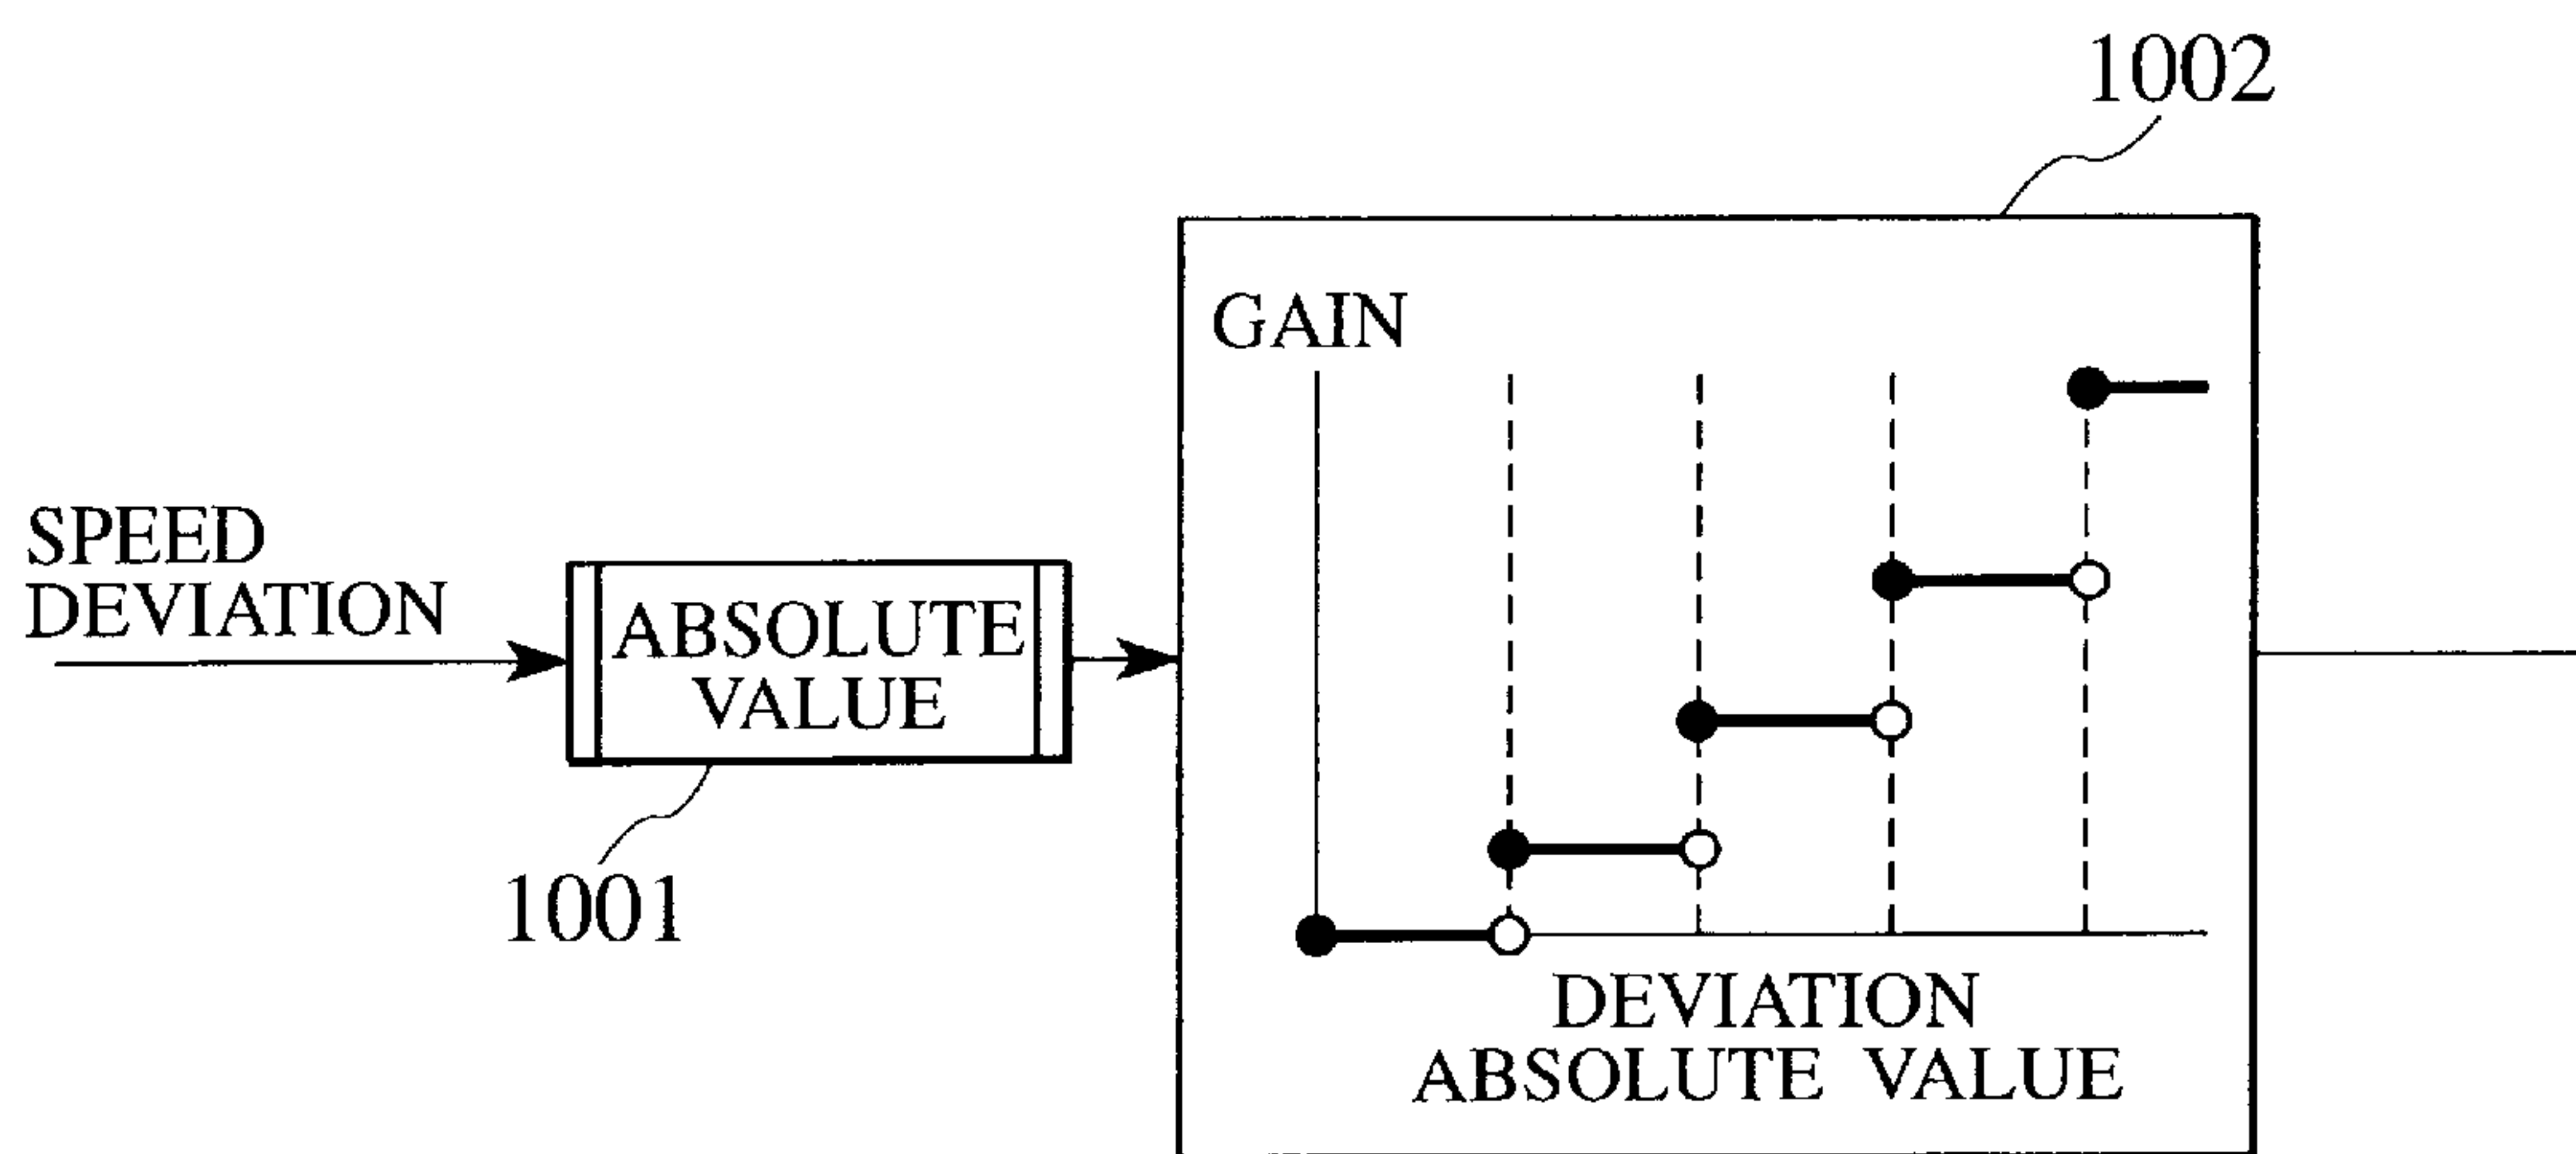 1002
GAIN
SPEED
DEVIATION
ABSOLUTE
VALUE
1001
DEVIATION
ABSOLUTE VALUE